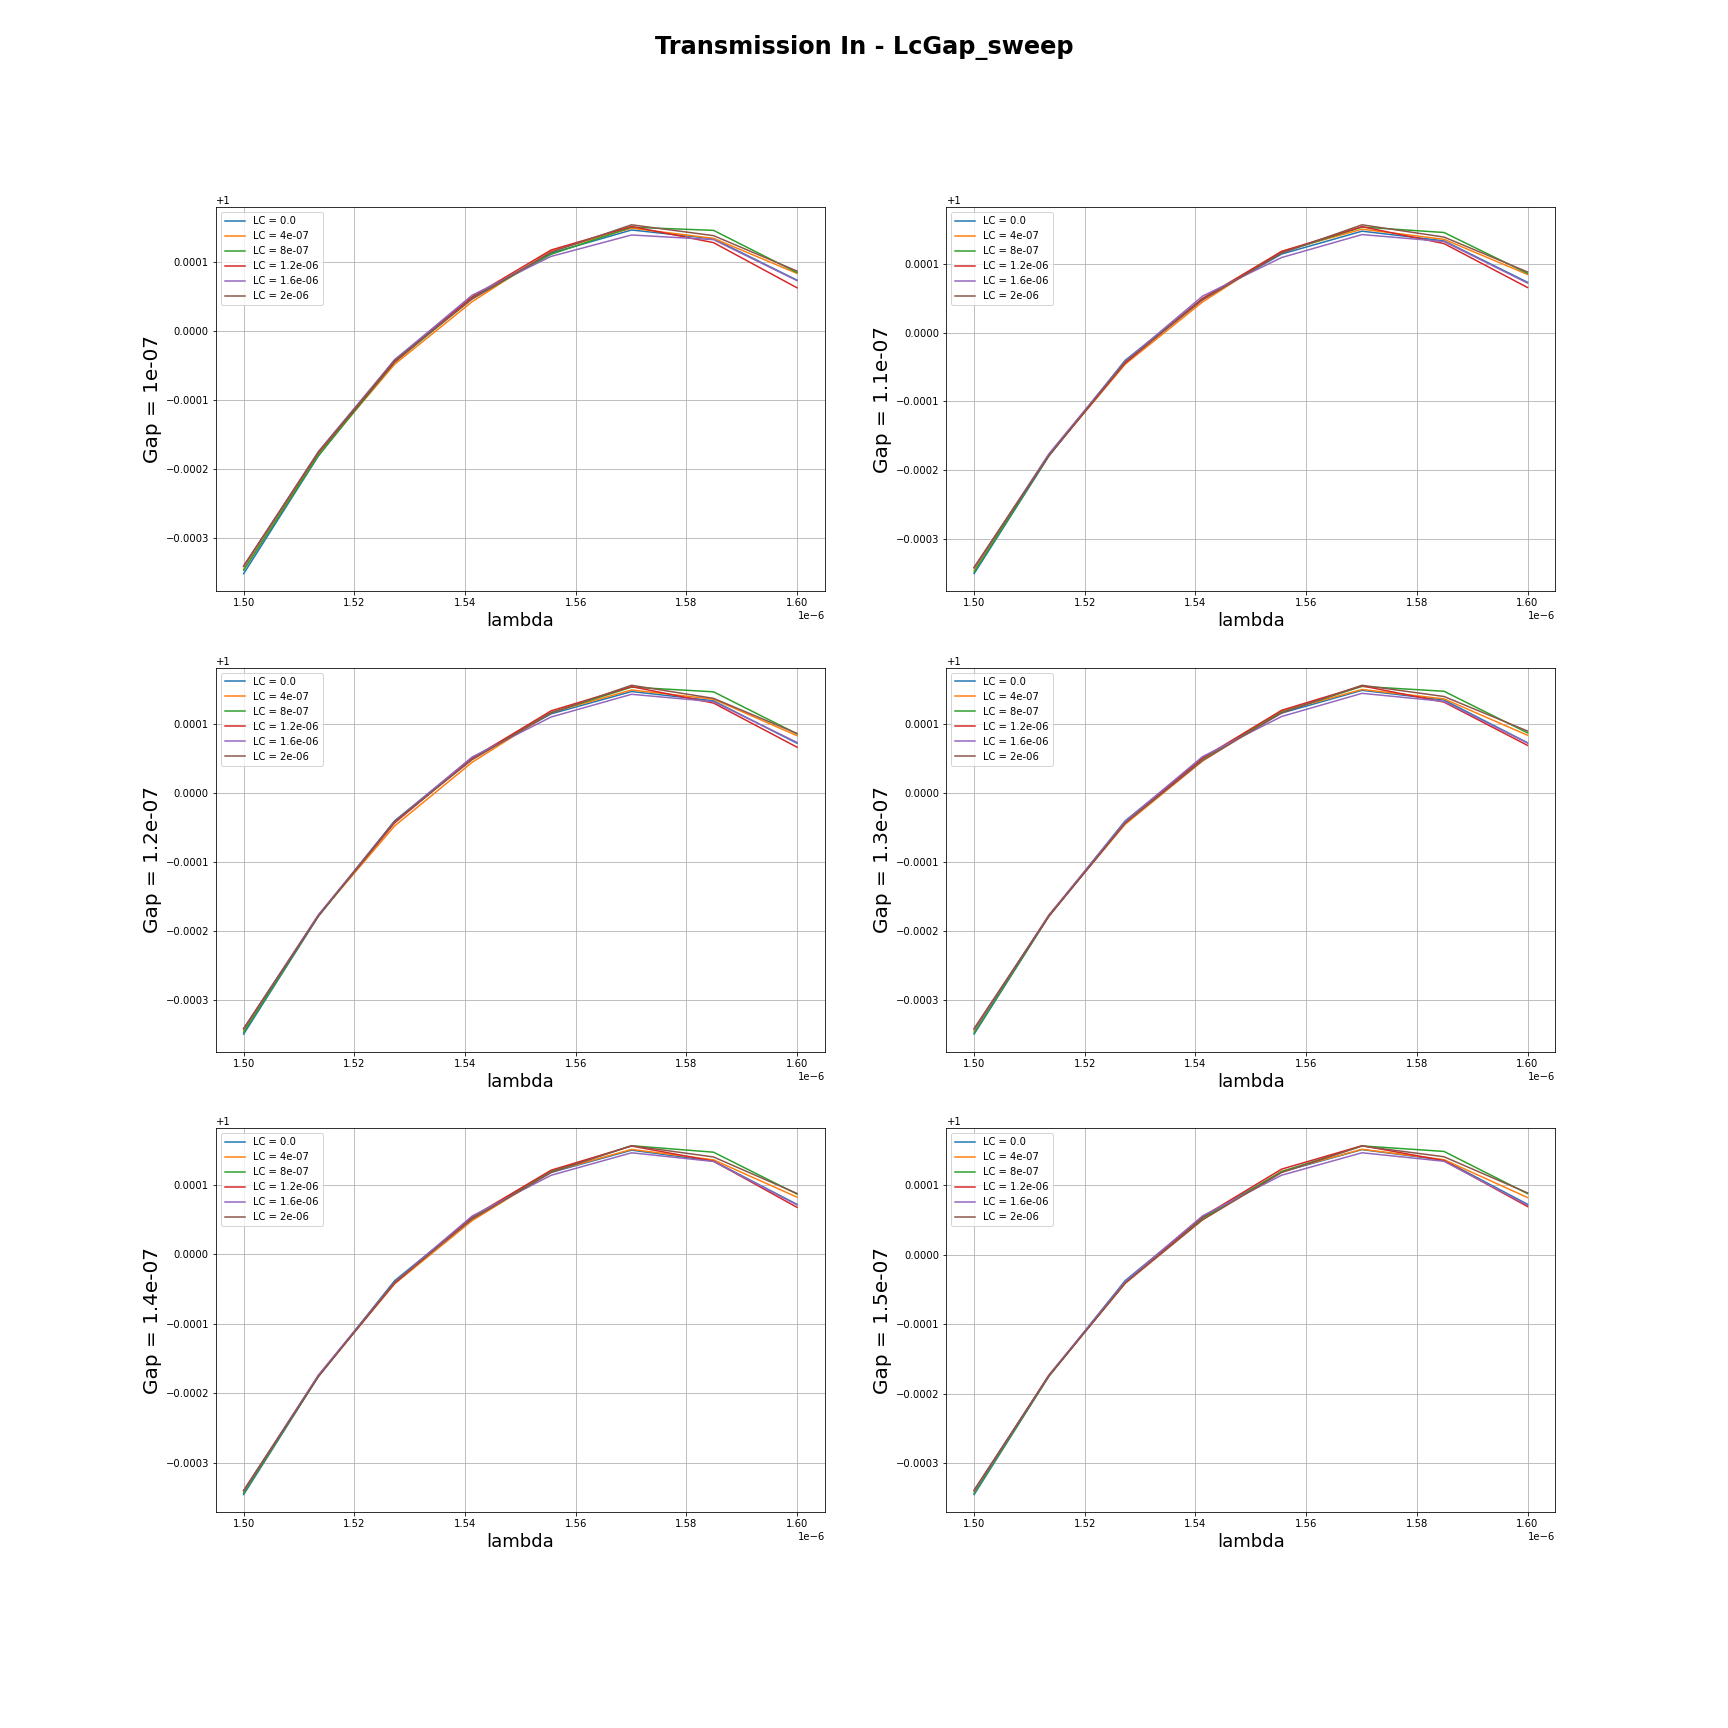 Transmission In - LcGap_sweep
+1
LC = 0.0
LC = 4e-07
LC = 8e-07
LC = 1.2e-06
LC = 1.6e-06
LC = 2e-06
0.0001
0.0000
−0.0001
−0.0002
−0.0003
Gap = 1e-07
1.50 1.52 1.54 1.56 1.58 1.60
1e−6
lambda
+1
LC = 0.0
LC = 4e-07
LC = 8e-07
LC = 1.2e-06
LC = 1.6e-06
LC = 2e-06
0.0001
0.0000
−0.0001
−0.0002
−0.0003
Gap = 1.1e-07
1.50 1.52 1.54 1.56 1.58 1.60
1e−6
lambda
+1
LC = 0.0
LC = 4e-07
LC = 8e-07
LC = 1.2e-06
LC = 1.6e-06
LC = 2e-06
0.0001
0.0000
−0.0001
−0.0002
−0.0003
Gap = 1.2e-07
1.50 1.52 1.54 1.56 1.58 1.60
1e−6
lambda
+1
LC = 0.0
LC = 4e-07
LC = 8e-07
LC = 1.2e-06
LC = 1.6e-06
LC = 2e-06
0.0001
0.0000
−0.0001
−0.0002
−0.0003
Gap = 1.3e-07
1.50 1.52 1.54 1.56 1.58 1.60
1e−6
lambda
+1
LC = 0.0
LC = 4e-07
LC = 8e-07
LC = 1.2e-06
LC = 1.6e-06
LC = 2e-06
0.0001
0.0000
−0.0001
−0.0002
−0.0003
Gap = 1.4e-07
1.50 1.52 1.54 1.56 1.58 1.60
1e−6
lambda
+1
LC = 0.0
LC = 4e-07
LC = 8e-07
LC = 1.2e-06
LC = 1.6e-06
LC = 2e-06
0.0001
0.0000
−0.0001
−0.0002
−0.0003
Gap = 1.5e-07
1.50 1.52 1.54 1.56 1.58 1.60
1e−6
lambda